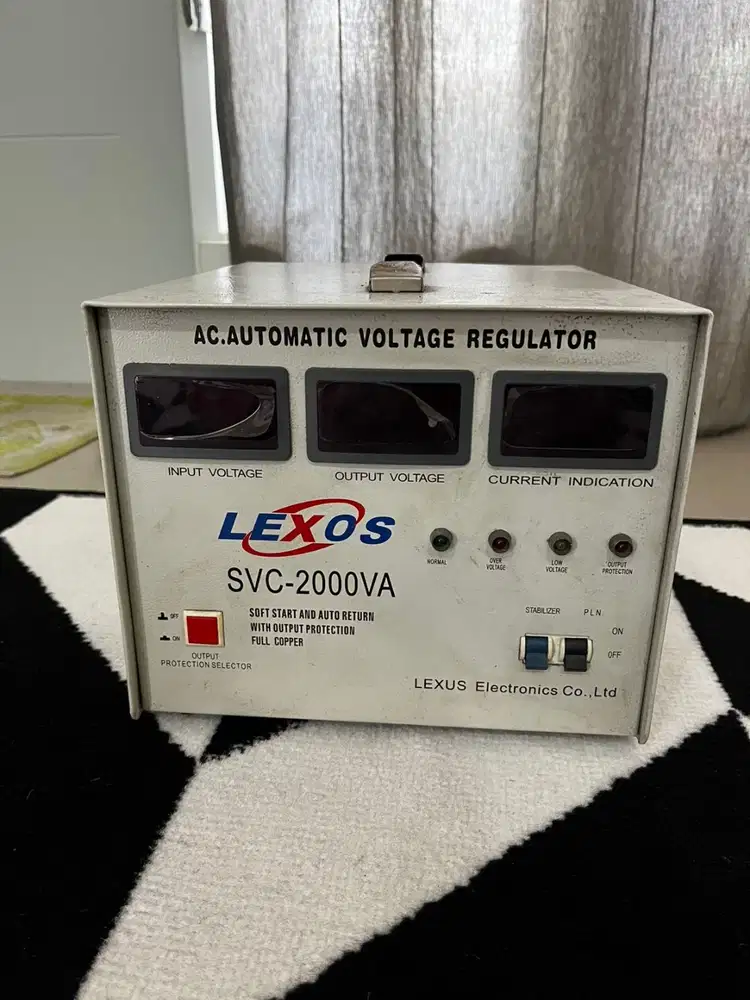 AC.AUTOMATIC VOLTAGE REGULATOR
INPUT VOLTAGE
OUTPUT VOLTAGE
CURRENT INDICATION
LEXOS
SVC-2000VA
NORMAL
OVER
VOLTAGE
LOW
VOLTAGE
OUTPUT
PROTECTION
SOFT START AND AUTO RETURN
WITH OUTPUT PROTECTION
FULL COPPER
OFF
ON
OUTPUT
PROTECTION SELECTOR
STABILIZER
PLN
ON
OFF
LEXUS Electronics Co.,Ltd